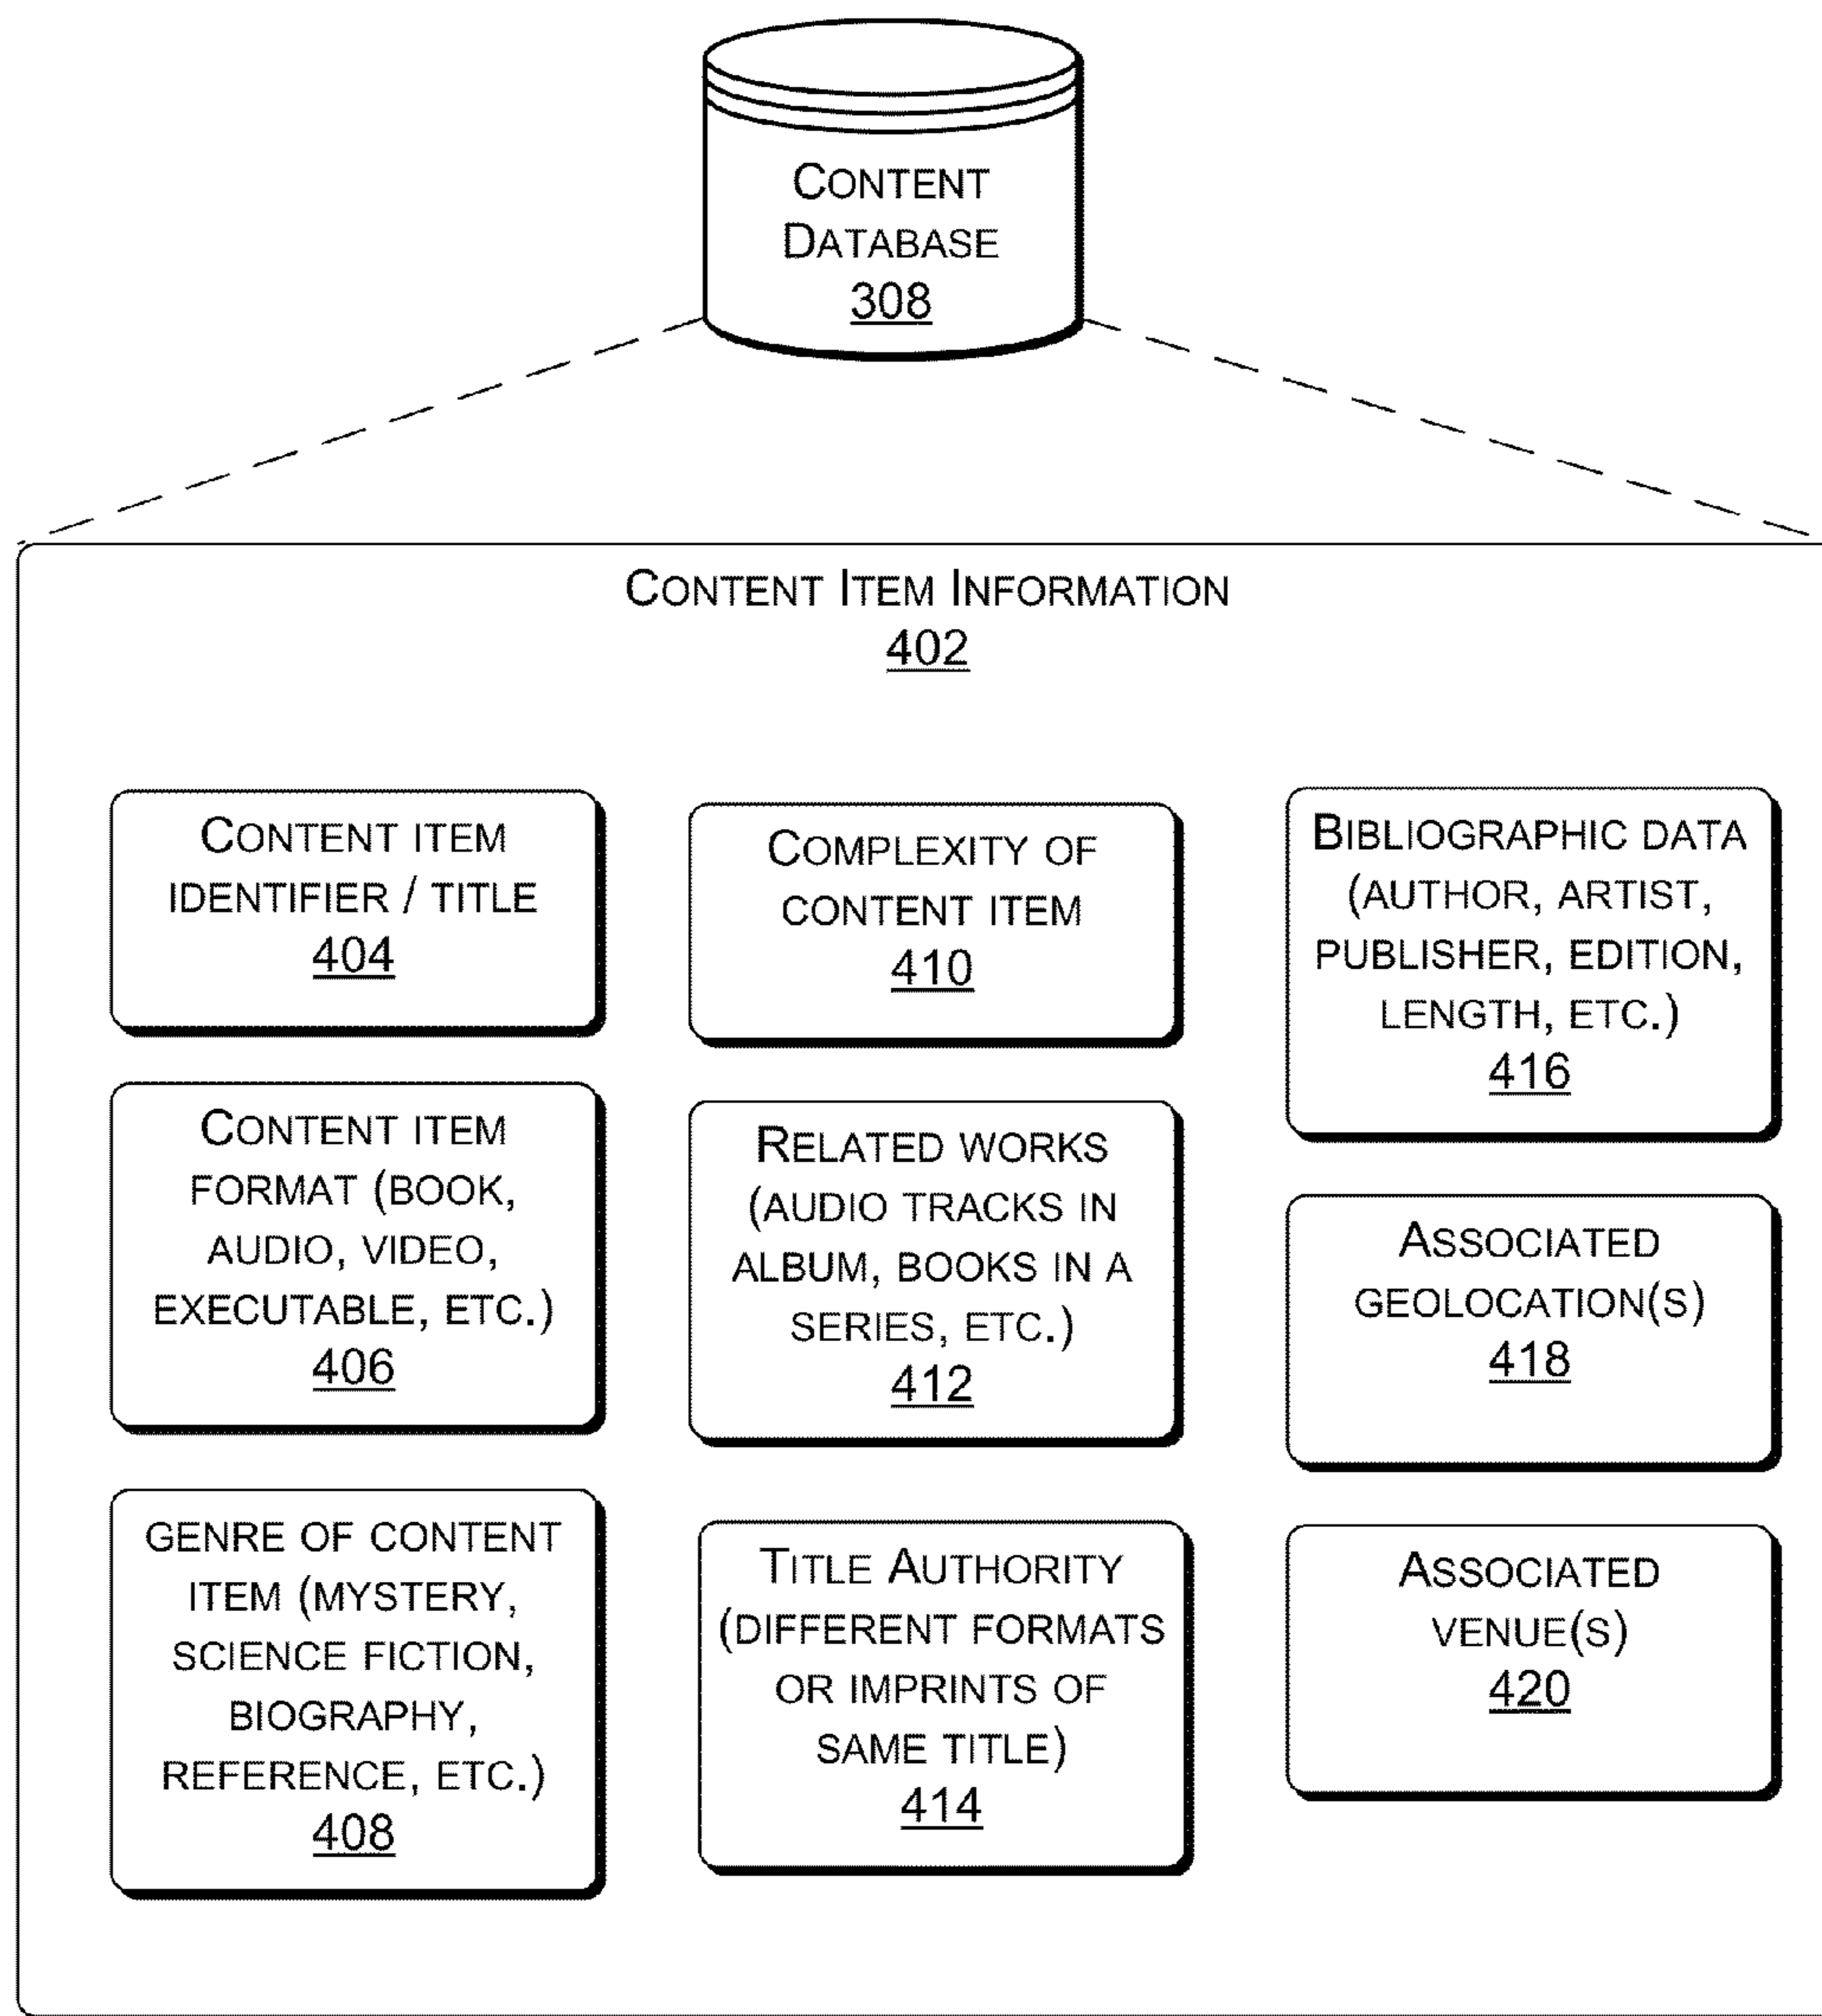 CONTENT
DATABASE
308
CONTENT ITEM INFORMATION
402
CONTENT ITEM
IDENTIFIER / TITLE
404
CONTENT ITEM
FORMAT (BOOK,
AUDIO, VIDEO,
EXECUTABLE, ETC.)
406
GENRE OF CONTENT
ITEM (MYSTERY,
SCIENCE FICTION,
BIOGRAPHY,
REFERENCE, ETC.)
408
COMPLEXITY OF
CONTENT ITEM
410
RELATED WORKS
(AUDIO TRACKS IN
ALBUM, BOOKS IN A
SERIES, ETC.)
412
TITLE AUTHORITY
(DIFFERENT FORMATS
OR IMPRINTS OF
SAME TITLE)
414
BIBLIOGRAPHIC DATA
(AUTHOR, ARTIST,
PUBLISHER, EDITION,
LENGTH, ETC.)
416
ASSOCIATED
GEOLOCATION(S)
418
ASSOCIATED
VENUE(S)
420